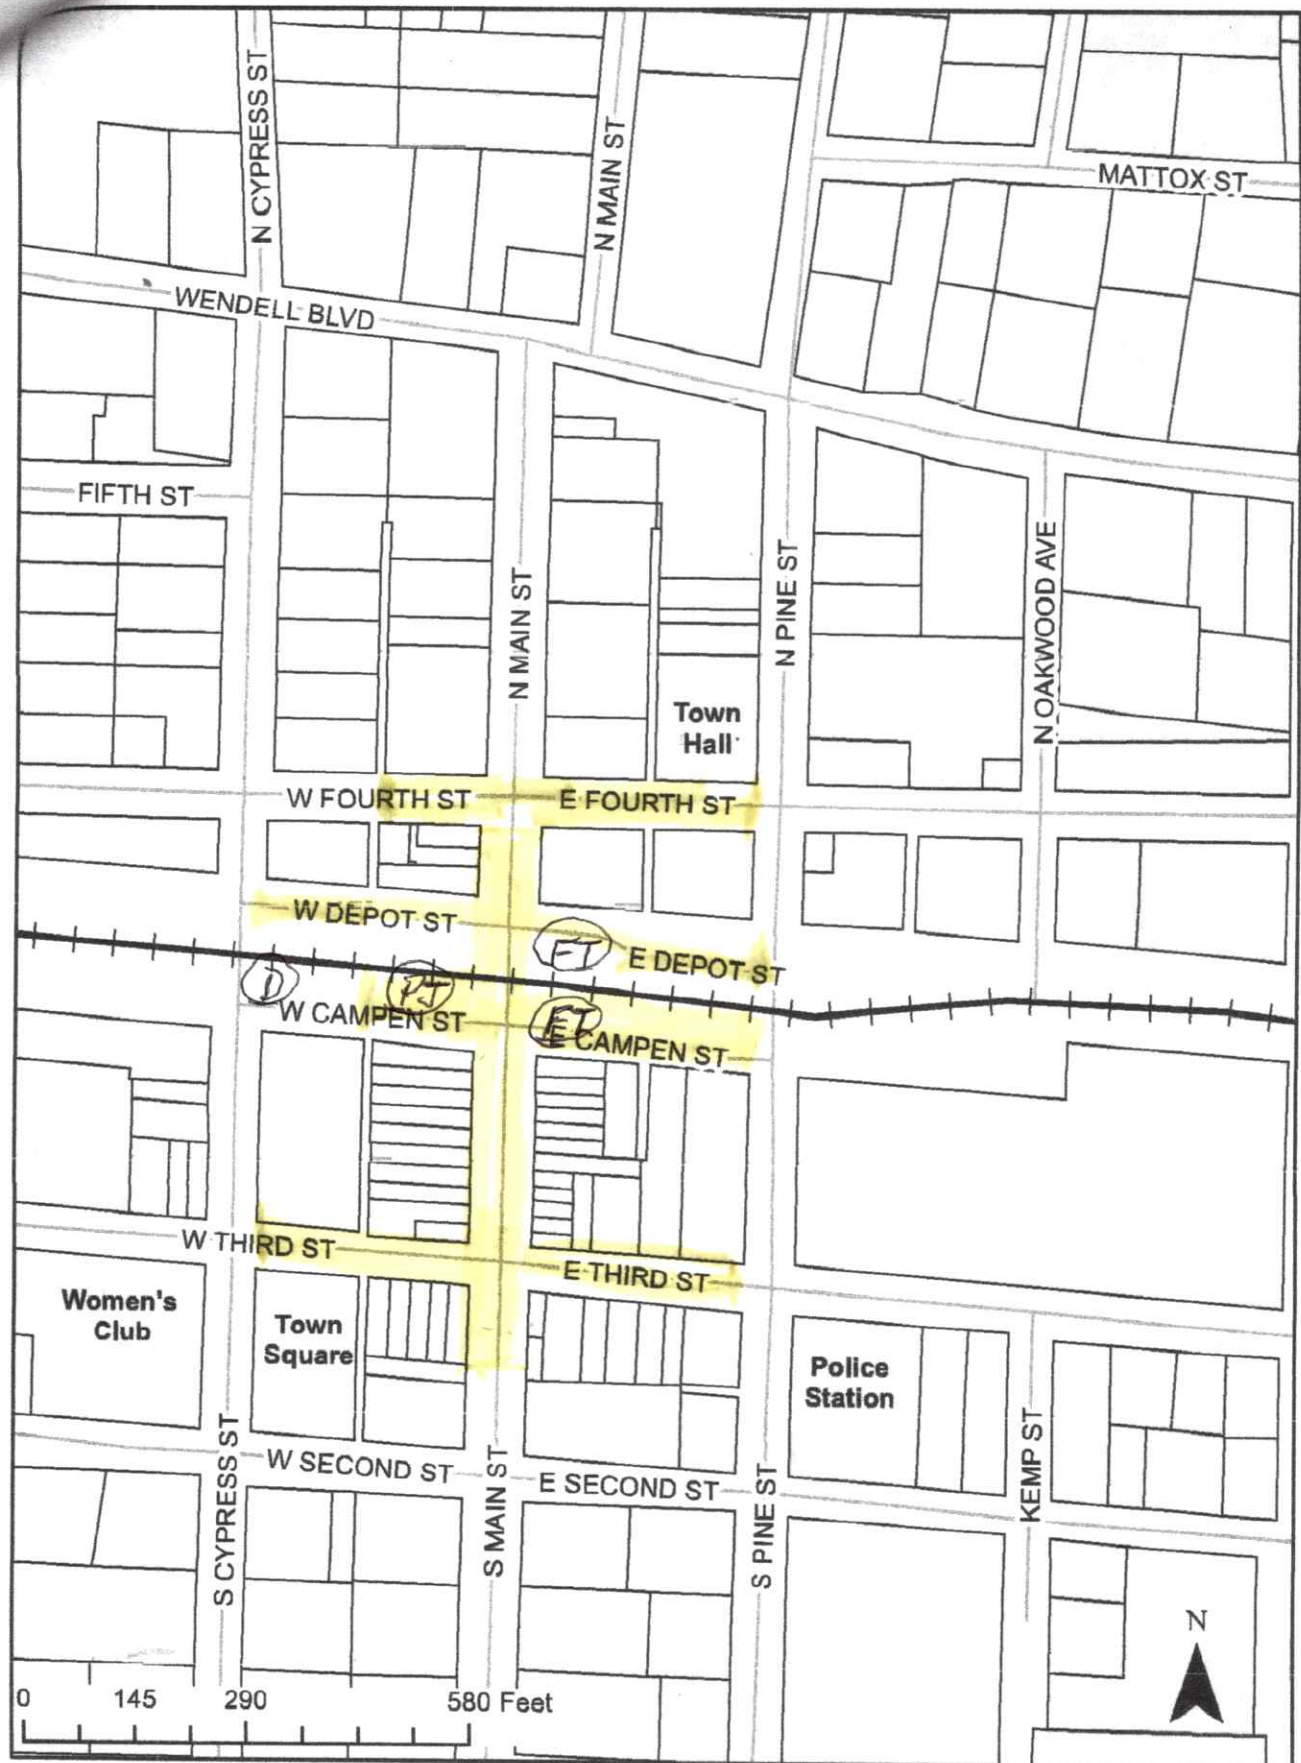 N CYPRESS ST
N MAIN ST
MATTOX ST
WENDELL BLVD
FIFTH ST
N MAIN ST
N PINE ST
N OAKWOOD AVE
Town
Hall
W FOURTH ST
E FOURTH ST
W DEPOT ST
FT
E DEPOT ST
D
PJ
W CAMPEN ST
FT
E CAMPEN ST
W THIRD ST
E THIRD ST
Women's
Club
Town
Square
Police
Station
S CYPRESS ST
W SECOND ST
S MAIN ST
E SECOND ST
S PINE ST
KEMP ST
N
0 145 290 580 Feet